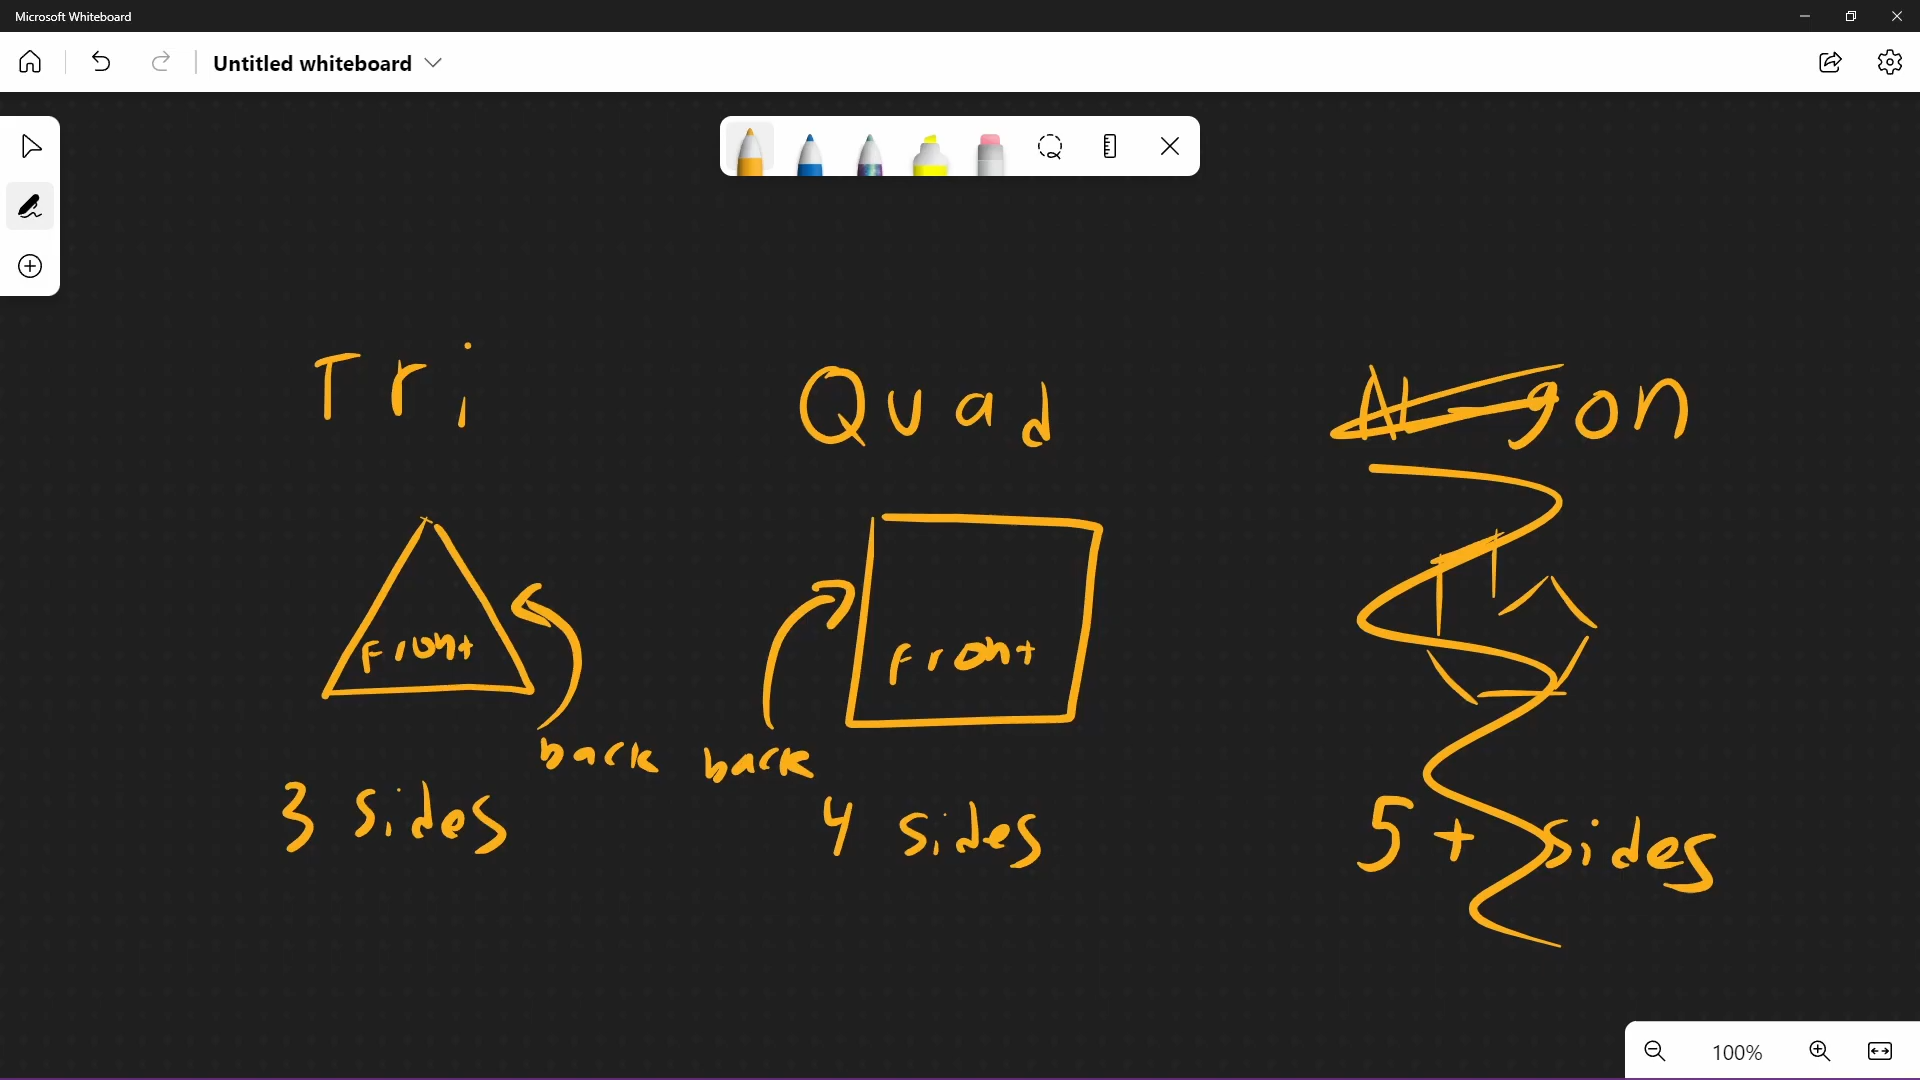 Microsoft Whiteboard
Untitled whiteboard
Tri
Quad
N-gon
Front
Front
back
back
3 sides
4 sides
5+ sides
100%